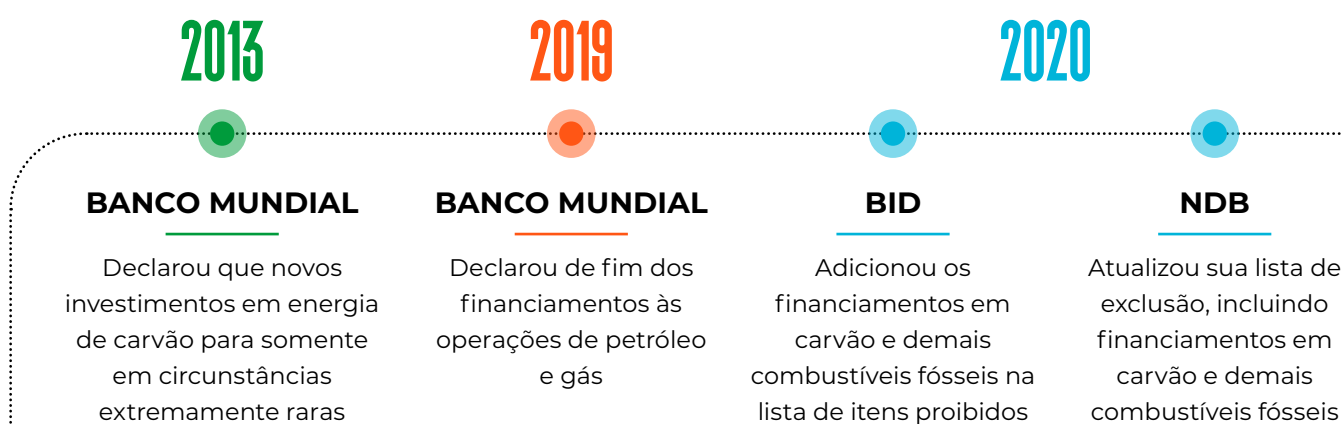 2013
BANCO MUNDIAL
Declarou que novos
investimentos em energia
de carvão para somente
em circunstâncias
extremamente raras
2019
BANCO MUNDIAL
Declarou de fim dos
financiamentos às
operações de petróleo
e gás
2020
BID
Adicionou os
financiamentos em
carvão e demais
combustíveis fósseis na
lista de itens proibidos
NDB
Atualizou sua lista de
exclusão, incluindo
financiamentos em
carvão e demais
combustíveis fósseis